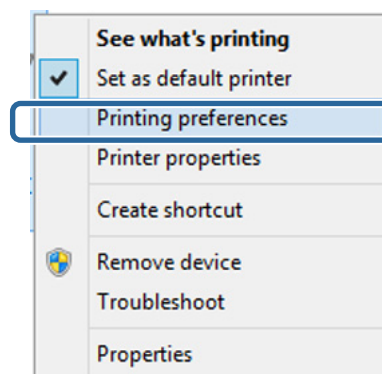 See what's printing
Set as default printer
Printing preferences
Printer properties
Create shortcut
Remove device
Troubleshoot
Properties